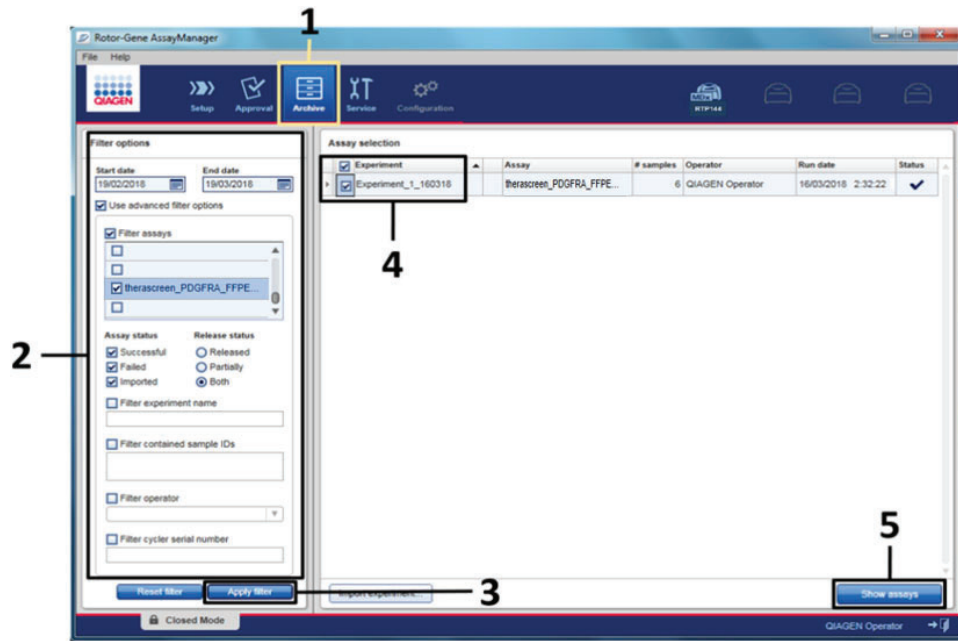 1
Rotor-Gene AssayManager
File Help
QIAGEN
Setup Approval Archive Service Configuration
RTP144
Filter options
Start date End date
19/02/2018 19/03/2018
Use advanced filter options
Filter assays
therascreen_PDGFRA_FFPE...
Assay status Release status
Successful Released
Failed Partially
Imported Both
Filter experiment name
Filter contained sample IDs
Filter operator
Filter cycler serial number
Reset filter Apply filter
2
3
Assay selection
Experiment Assay # samples Operator Run date Status
Experiment_1_160318 therascreen_PDGFRA_FFPE... 6 QIAGEN Operator 16/03/2018 2:32:22
4
5
Import experiment... Show assays
Closed Mode QIAGEN Operator